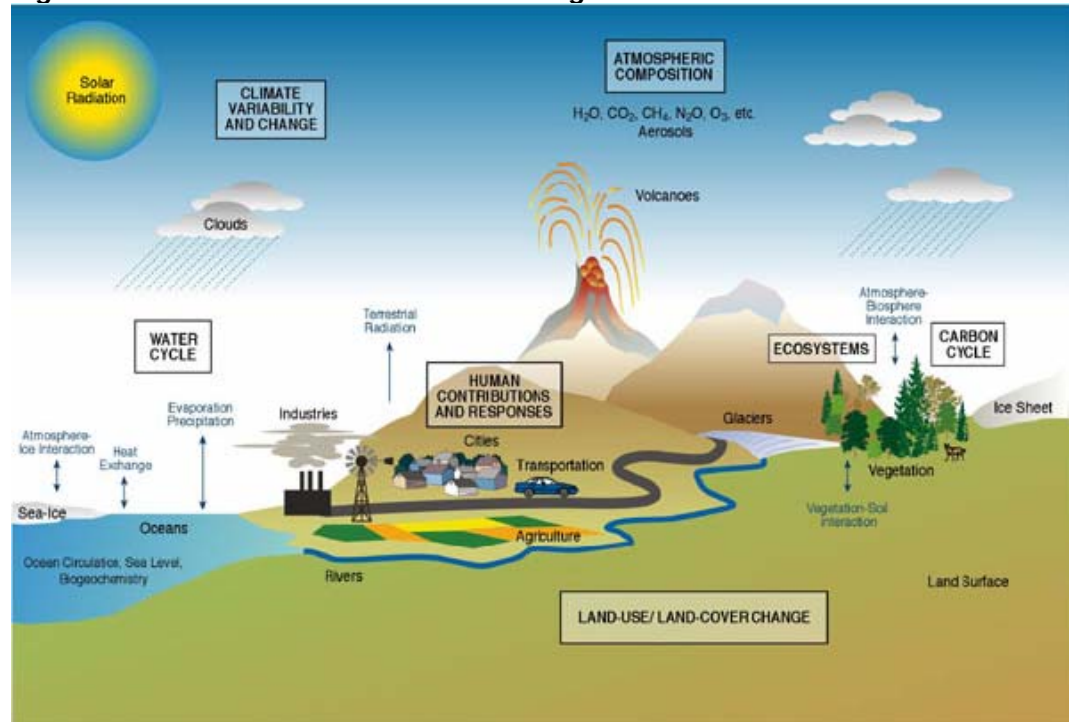 Solar
Radiation
CLIMATE
VARIABILITY
AND CHANGE
ATMOSPHERIC
COMPOSITION
H₂O, CO₂, CH₄, N₂O, O₃, etc.
Aerosols
Volcanoes
Clouds
Terrestrial
Radiation
Atmosphere-
Biosphere
Interaction
WATER
CYCLE
ECOSYSTEMS
CARBON
CYCLE
HUMAN
CONTRIBUTIONS
AND RESPONSES
Evaporation
Precipitation
Industries
Glaciers
Ice Sheet
Atmosphere-
Ice Interaction
Heat
Exchange
Cities
Transportation
Vegetation
Sea-Ice
Oceans
Vegetation-Soil
Interaction
Agriculture
Ocean Circulation, Sea Level,
Biogeochemistry
Rivers
Land Surface
LAND-USE/ LAND-COVER CHANGE